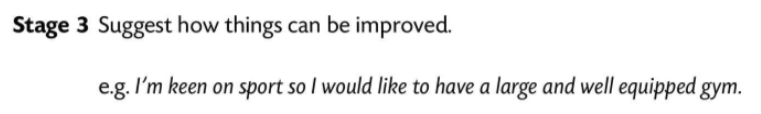 Stage 3 Suggest how things can be improved.
e.g. I'm keen on sport so I would like to have a large and well equipped gym.